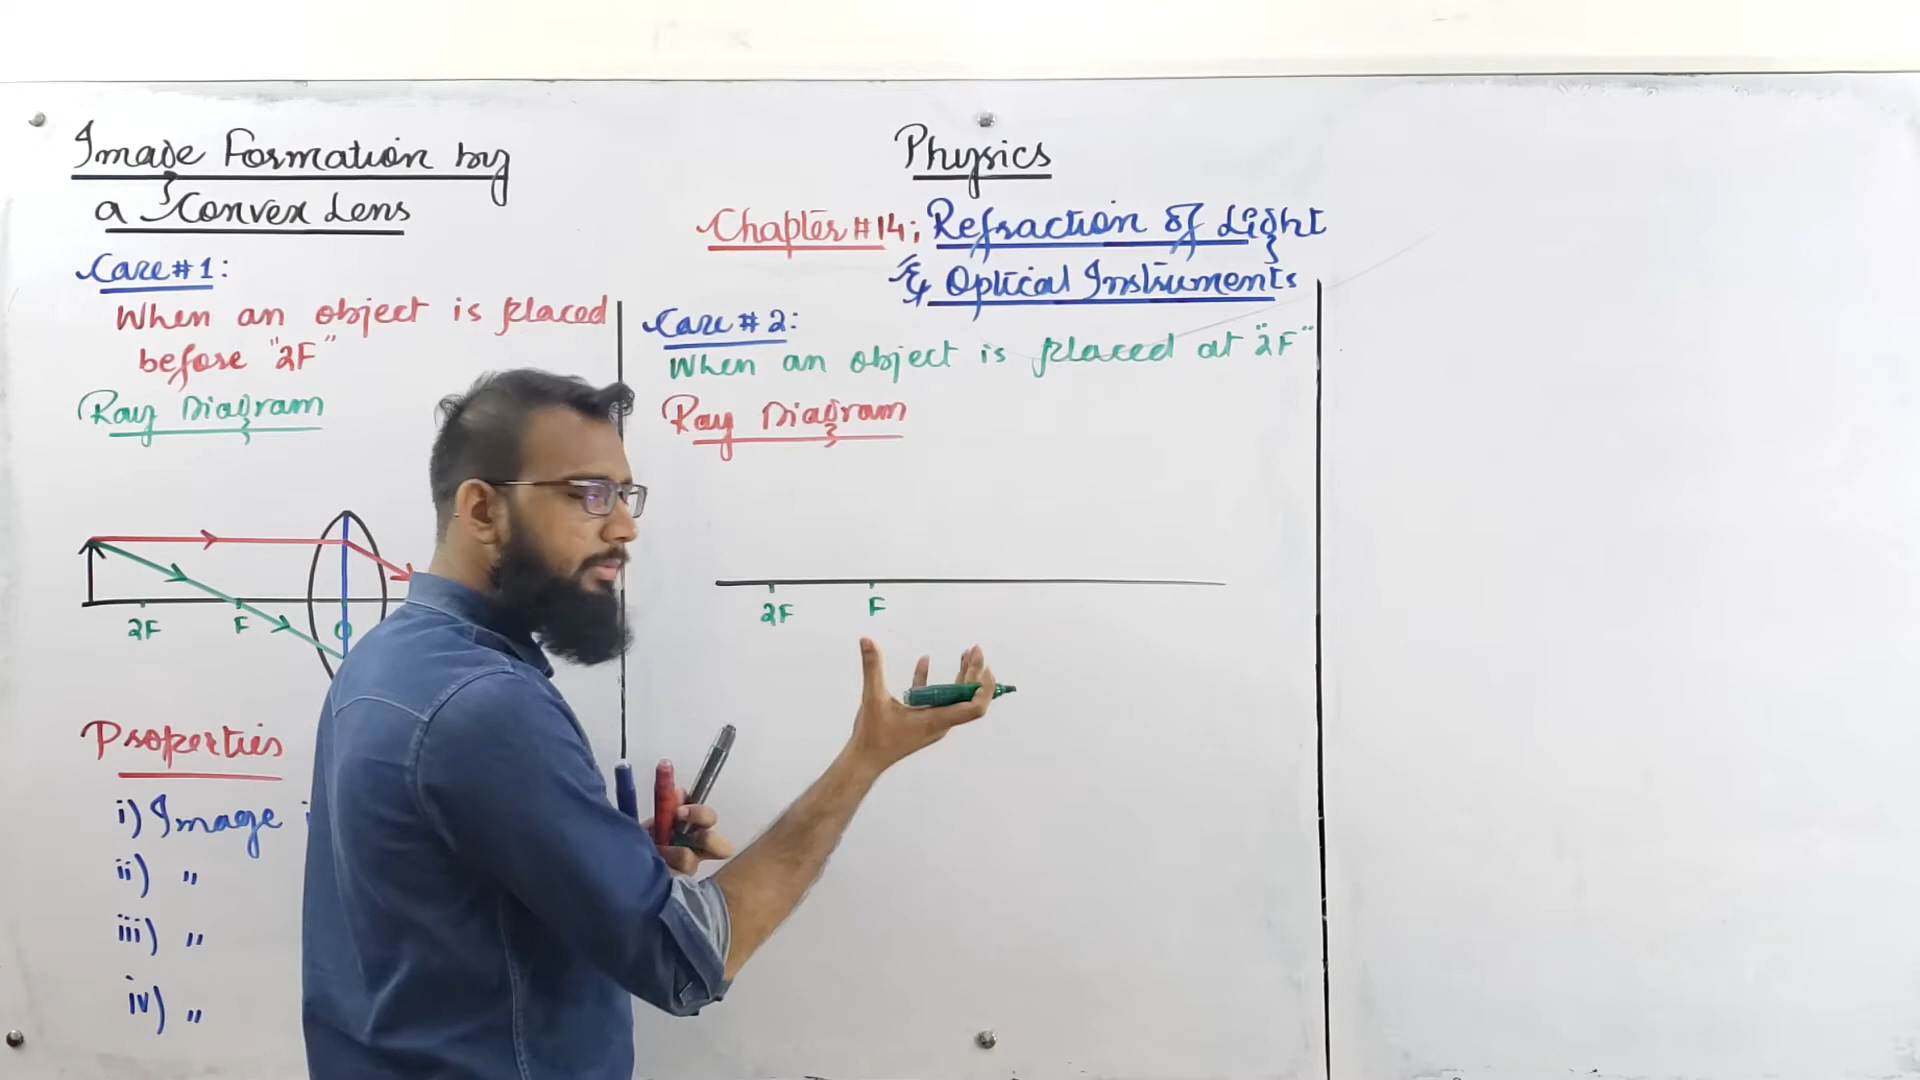 Image Formation by
a Convex Lens
Case #1:
When an object is placed
before "2F"
Ray Diagram
2F F O
Properties
i) Image
ii) "
iii) "
iv) "
Physics
Chapter #14; Refraction of Light
& Optical Instruments
Case #2:
When an object is placed at "2F"
Ray Diagram
2F F